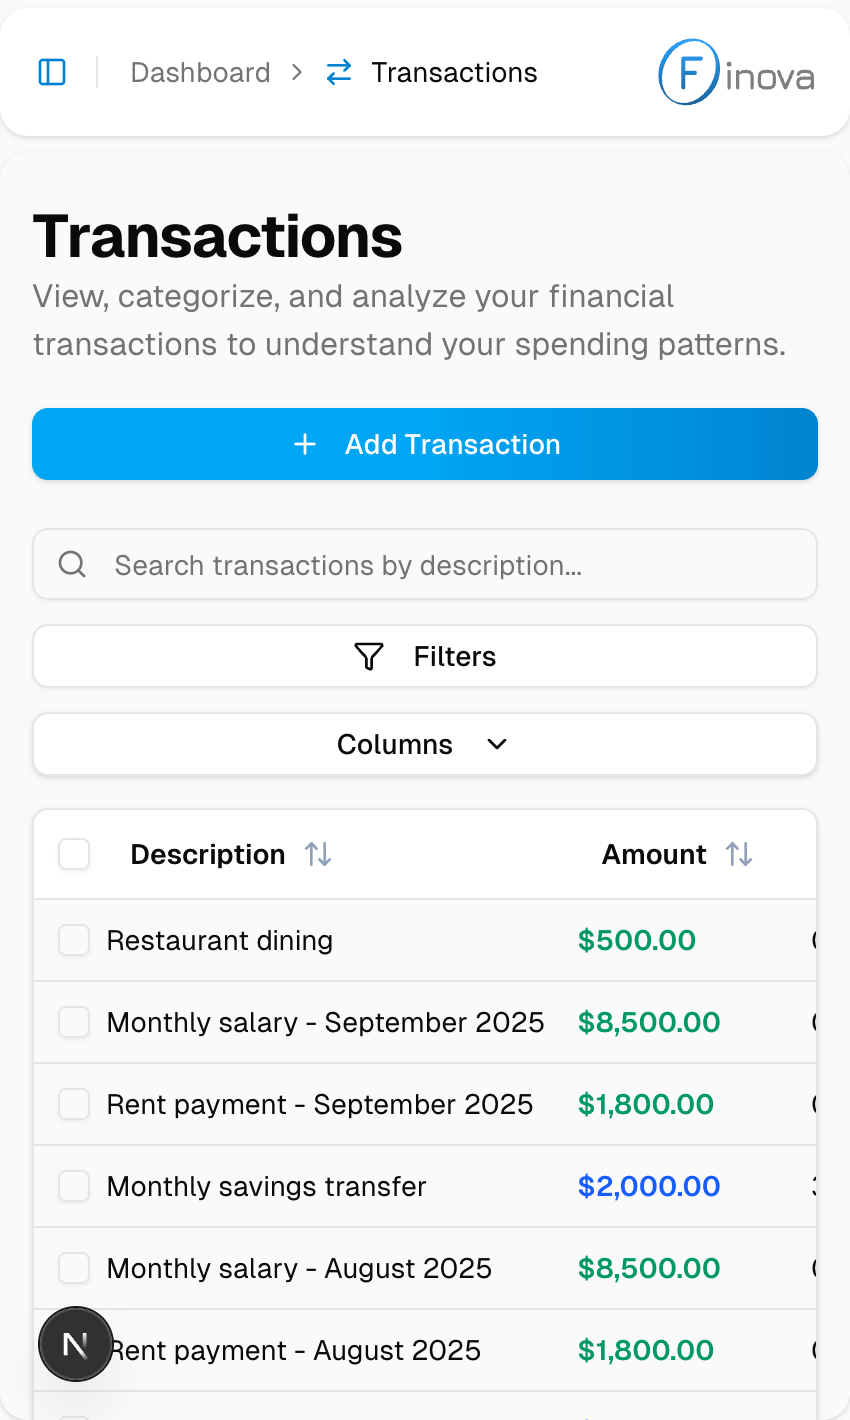 Dashboard > Transactions
Finova
Transactions
View, categorize, and analyze your financial
transactions to understand your spending patterns.
+ Add Transaction
Search transactions by description...
Filters
Columns
Description Amount
Restaurant dining $500.00
Monthly salary - September 2025 $8,500.00
Rent payment - September 2025 $1,800.00
Monthly savings transfer $2,000.00
Monthly salary - August 2025 $8,500.00
N Rent payment - August 2025 $1,800.00